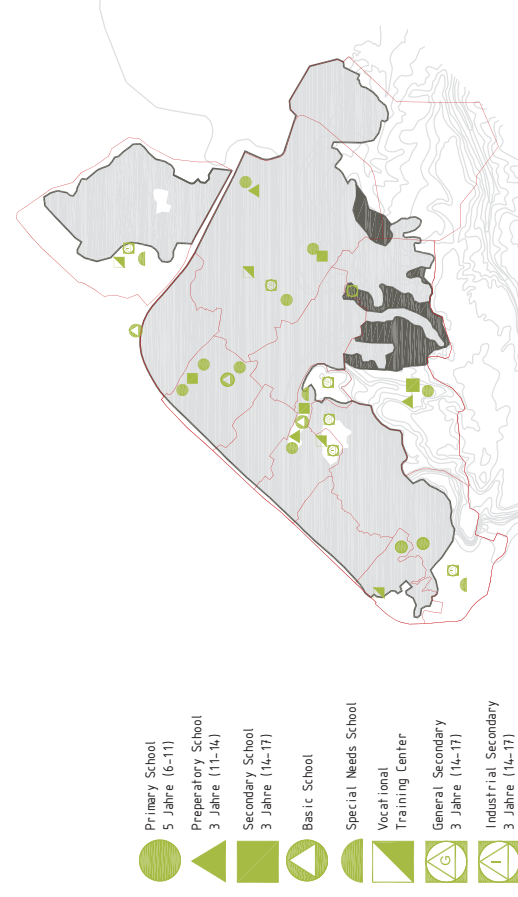 Primary School
5 Jahre (6-11)
Preperatory School
3 Jahre (11-14)
Secondary School
3 Jahre (14-17)
Basic School
Special Needs School
Vocational
Training Center
General Secondary
3 Jahre (14-17)
G
Industrial Secondary
3 Jahre (14-17)
I